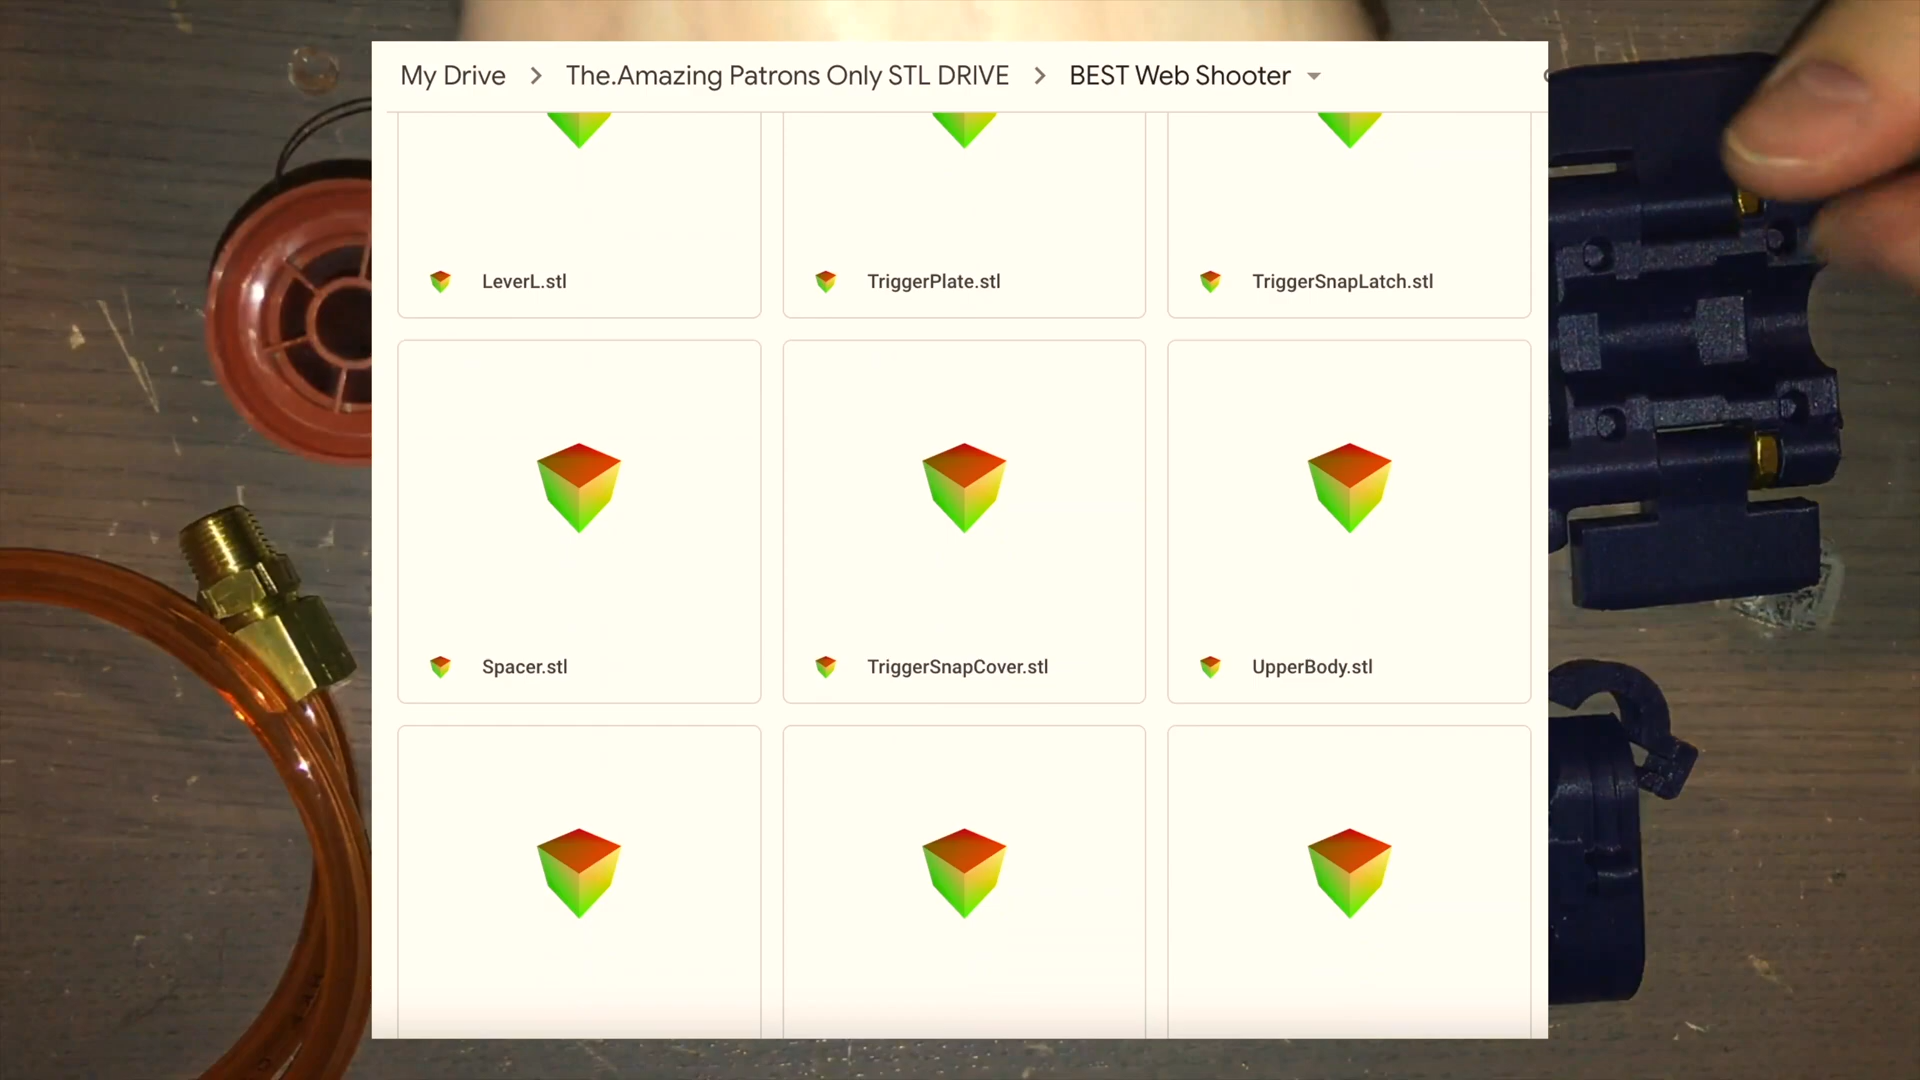 My Drive > The.Amazing Patrons Only STL DRIVE > BEST Web Shooter
LeverL.stl
TriggerPlate.stl
TriggerSnapLatch.stl
Spacer.stl
TriggerSnapCover.stl
UpperBody.stl